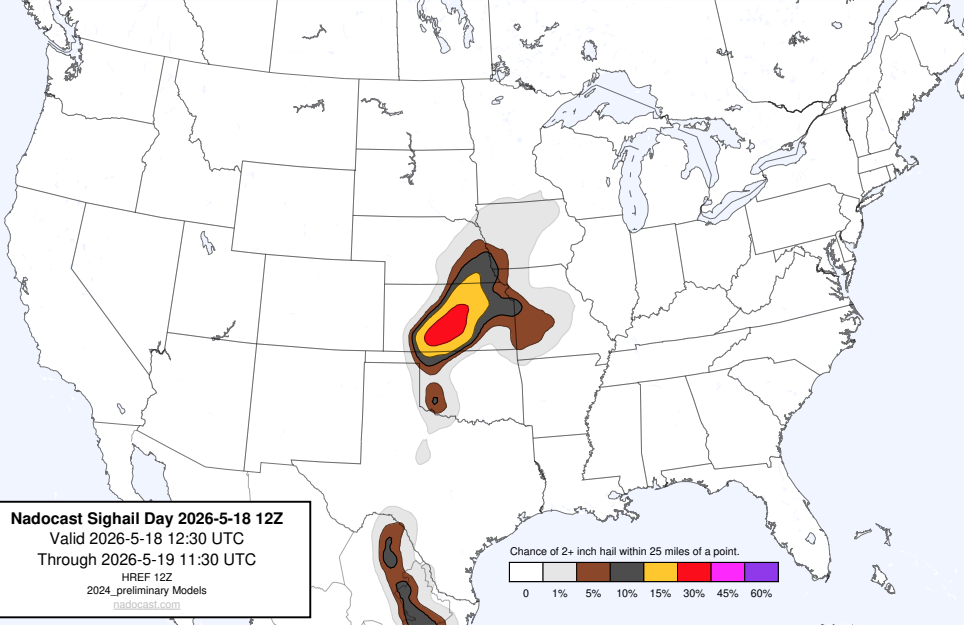 Nadocast Sighail Day 2026-5-18 12Z
Valid 2026-5-18 12:30 UTC
Through 2026-5-19 11:30 UTC
HREF 12Z
2024_preliminary Models
nadocast.com
Chance of 2+ inch hail within 25 miles of a point.
0 1% 5% 10% 15% 30% 45% 60%